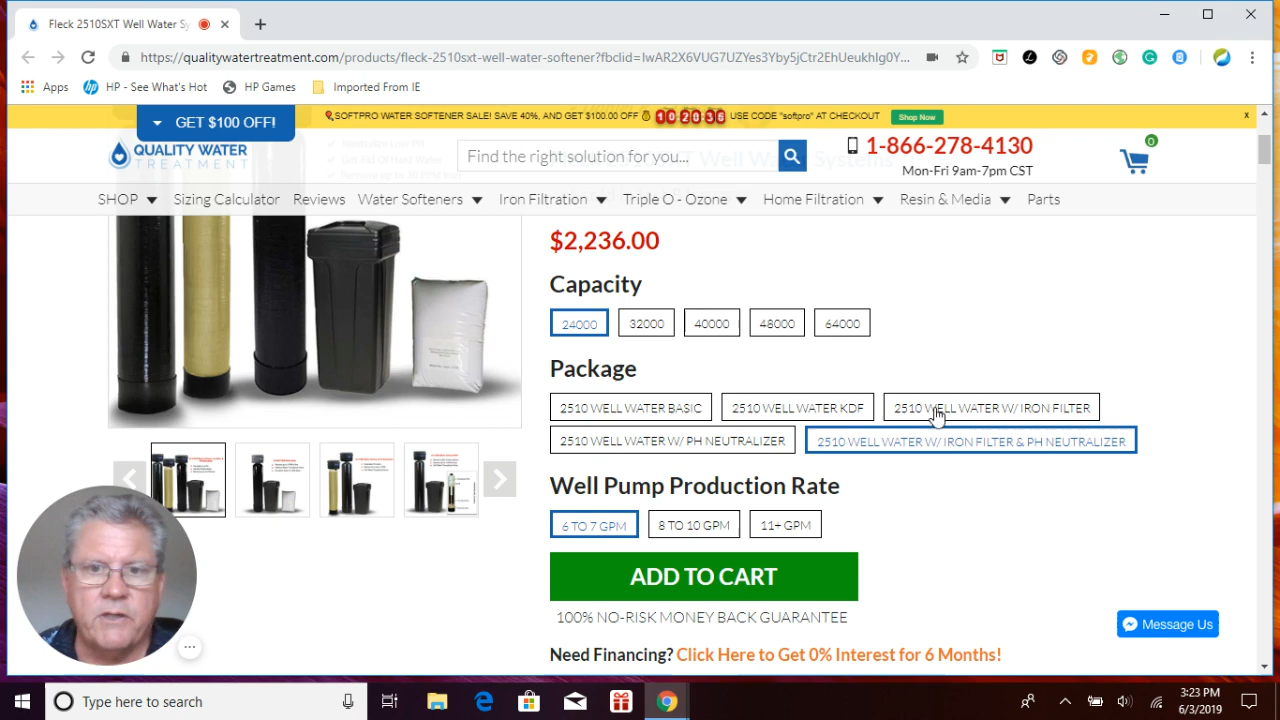 Fleck 2510SXT Well Water Sy
https://qualitywatertreatment.com/products/fleck-2510sxt-well-water-softener?fbclid=IwAR2X6VUG7UZYes3Yby5jCtr2EhUeukhIg0Y...
Apps HP - See What's Hot HP Games Imported From IE
GET $100 OFF!
SOFTPRO WATER SOFTENER SALE! SAVE 40%, AND GET $100.00 OFF 10 20 36 USE CODE "softpro" AT CHECKOUT Shop Now x
QUALITY WATER
TREATMENT
Find the right solution for you...
Well Water Systems
1-866-278-4130
Mon-Fri 9am-7pm CST
0
SHOP Sizing Calculator Reviews Water Softeners Iron Filtration Triple O - Ozone Home Filtration Resin & Media Parts
$2,236.00
Capacity
24000 32000 40000 48000 64000
Package
2510 WELL WATER BASIC 2510 WELL WATER KDF 2510 WELL WATER W/ IRON FILTER
2510 WELL WATER W/ PH NEUTRALIZER 2510 WELL WATER W/ IRON FILTER & PH NEUTRALIZER
Well Pump Production Rate
6 TO 7 GPM 8 TO 10 GPM 11+ GPM
ADD TO CART
100% NO-RISK MONEY BACK GUARANTEE
Message Us
Need Financing? Click Here to Get 0% Interest for 6 Months!
Type here to search
3:23 PM
6/3/2019